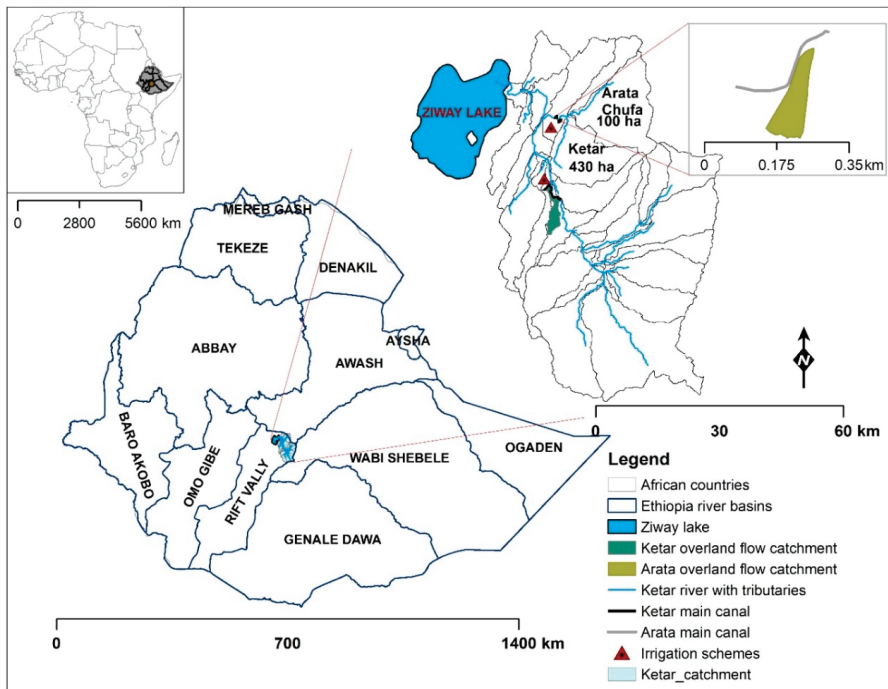 0 2800 5600 km
ZIWAY LAKE
Arata
Chufa
100 ha
Ketar
430 ha
0 0.175 0.35 km
MEREB GASH
TEKEZE
DENAKIL
ABBAY
AYSHA
AWASH
BARO AKOBO
OMO GIBE
RIFT VALLY
WABI SHEBELE
OGADEN
GENALE DAWA
N
0 30 60 km
0 700 1400 km
Legend
African countries
Ethiopia river basins
Ziway lake
Ketar overland flow catchment
Arata overland flow catchment
Ketar river with tributaries
Ketar main canal
Arata main canal
Irrigation schemes
Ketar_catchment